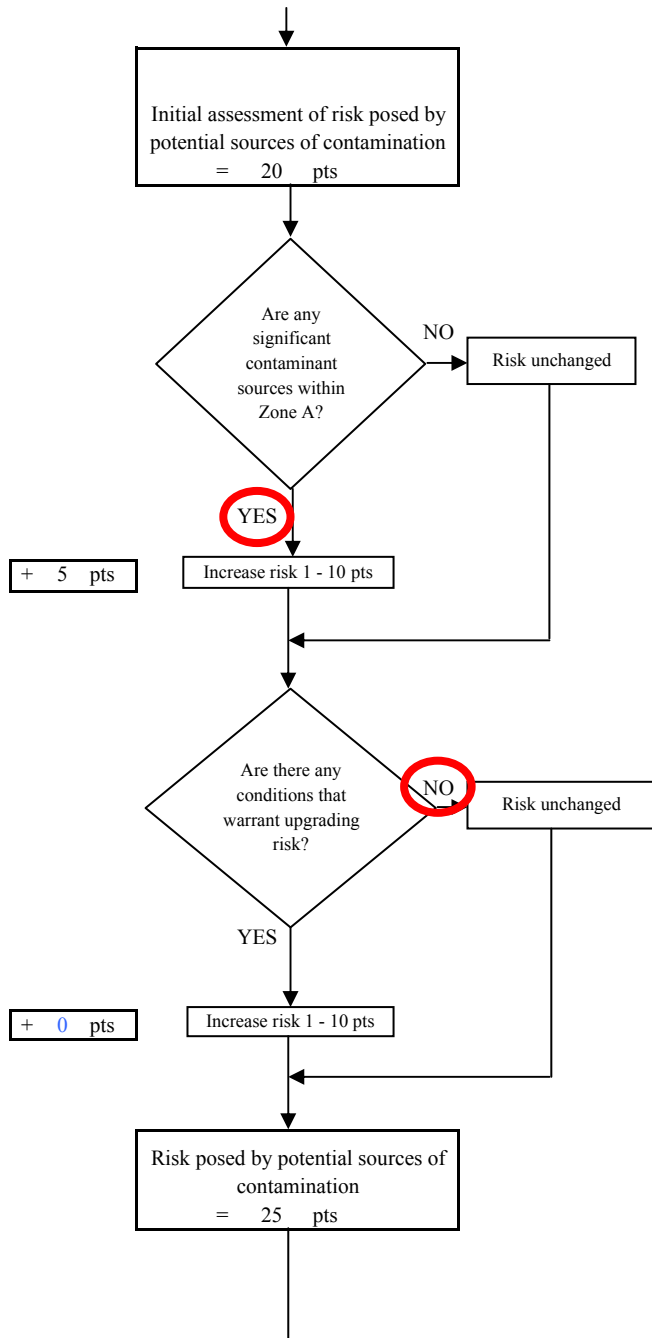 Initial assessment of risk posed by
potential sources of contamination
= 20 pts
Are any
significant
contaminant
sources within
Zone A?
NO
Risk unchanged
YES
+ 5 pts
Increase risk 1 - 10 pts
Are there any
conditions that
warrant upgrading
risk?
NO
Risk unchanged
YES
+ 0 pts
Increase risk 1 - 10 pts
Risk posed by potential sources of
contamination
= 25 pts